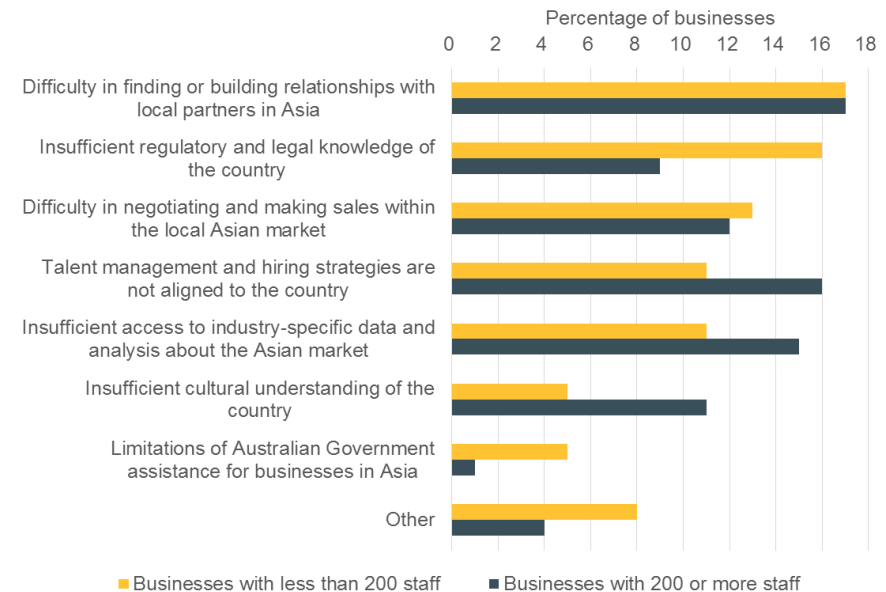 Percentage of businesses
0 2 4 6 8 10 12 14 16 18
Difficulty in finding or building relationships with
local partners in Asia
Insufficient regulatory and legal knowledge of
the country
Difficulty in negotiating and making sales within
the local Asian market
Talent management and hiring strategies are
not aligned to the country
Insufficient access to industry-specific data and
analysis about the Asian market
Insufficient cultural understanding of the
country
Limitations of Australian Government
assistance for businesses in Asia
Other
Businesses with less than 200 staff Businesses with 200 or more staff